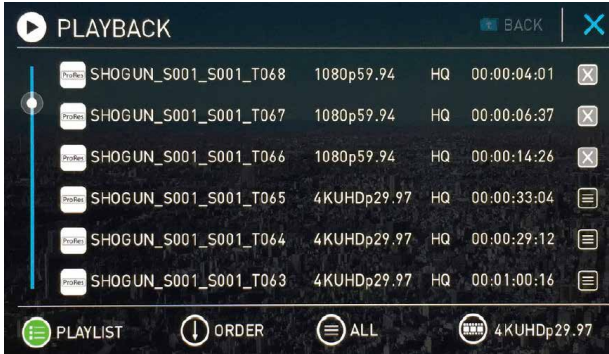 PLAYBACK BACK
ProRes SHOGUN_S001_S001_T068 1080p59.94 HQ 00:00:04:01
ProRes SHOGUN_S001_S001_T067 1080p59.94 HQ 00:00:06:37
ProRes SHOGUN_S001_S001_T066 1080p59.94 HQ 00:00:14:26
ProRes SHOGUN_S001_S001_T065 4KUHDp29.97 HQ 00:00:33:04
ProRes SHOGUN_S001_S001_T064 4KUHDp29.97 HQ 00:00:29:12
ProRes SHOGUN_S001_S001_T063 4KUHDp29.97 HQ 00:01:00:16
PLAYLIST ORDER ALL 4KUHDp29.97